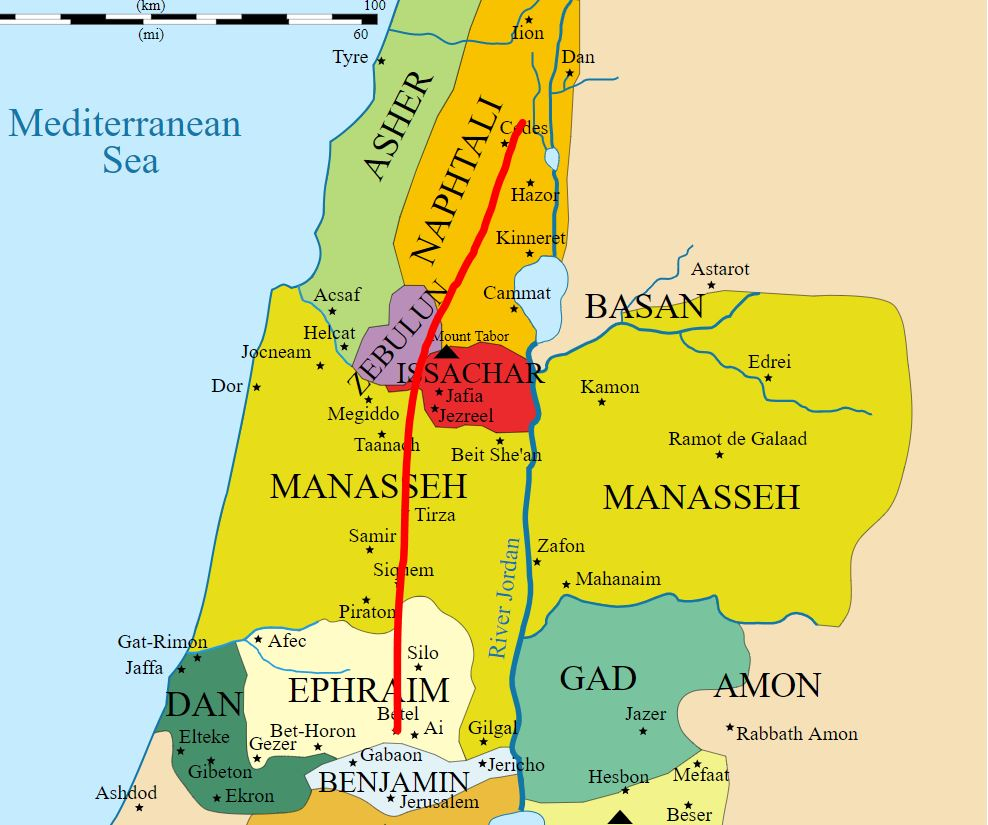 (km)
100
(mi)
60
Iion
Tyre
Dan
ASHER
Mediterranean
Sea
NAPHTALI
Cedes
Hazor
Kinneret
Astarot
Cammat
BASAN
Acsaf
ZEBULUN
Helcat
Mount Tabor
Jocneam
Edrei
ISSACHAR
Dor
Kamon
Jafia
Megiddo
Jezreel
Taanach
Ramot de Galaad
Beit She'an
MANASSEH
MANASSEH
Tirza
Samir
Zafon
Siquem
Mahanaim
River Jordan
Piraton
Gat-Rimon
Afec
Jaffa
Silo
GAD
AMON
EPHRAIM
DAN
Betel
Jazer
Ai
Gilgal
Bet-Horon
Elteke
Gezer
Rabbath Amon
Gabaon
Gibeton
Jericho
Hesbon
Mefaat
BENJAMIN
Ashdod
Ekron
Jerusalem
Beser